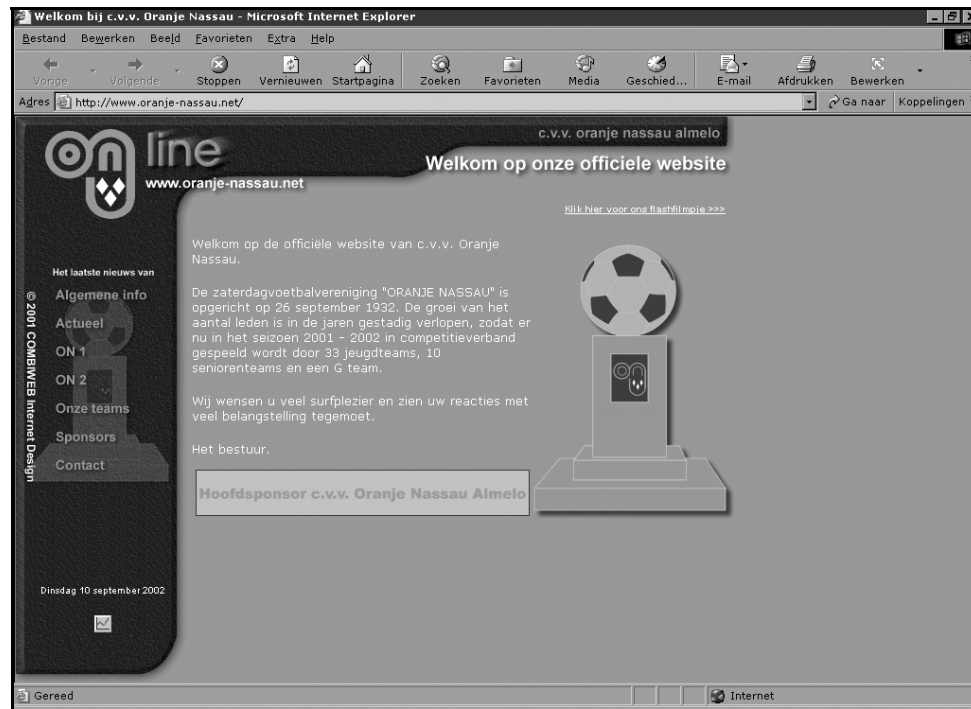 Welkom bij c.v.v. Oranje Nassau - Microsoft Internet Explorer
Bestand Bewerken Beeld Favorieten Extra Help
Vorige Volgende Stoppen Vernieuwen Startpagina Zoeken Favorieten Media Geschied... E-mail Afdrukken Bewerken
Adres http://www.oranje-nassau.net/ Ga naar Koppelingen
c.v.v. oranje nassau almelo
on line
Welkom op onze officiele website
www.oranje-nassau.net
Klik hier voor ons flashfilmpje >>>
Welkom op de officiële website van c.v.v. Oranje
Nassau.
Het laatste nieuws van
Algemene info
Actueel
ON 1
ON 2
Onze teams
Sponsors
Contact
© 2001 COMBIWEB Internet Design
De zaterdagvoetbalvereniging "ORANJE NASSAU" is
opgericht op 26 september 1932. De groei van het
aantal leden is in de jaren gestadig verlopen, zodat er
nu in het seizoen 2001 - 2002 in competitieverband
gespeeld wordt door 33 jeugdteams, 10
seniorenteams en een G team.
Wij wensen u veel surfplezier en zien uw reacties met
veel belangstelling tegemoet.
Het bestuur.
Hoofdsponsor c.v.v. Oranje Nassau Almelo
Dinsdag 10 september 2002
Gereed Internet